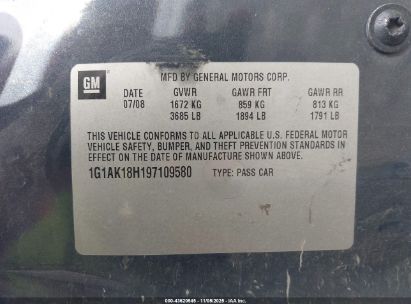 GM
MFD BY GENERAL MOTORS CORP.
DATE GVWR GAWR FRT GAWR RR
07/08 1672 KG 859 KG 813 KG
3685 LB 1894 LB 1791 LB
THIS VEHICLE CONFORMS TO ALL APPLICABLE U.S. FEDERAL MOTOR
VEHICLE SAFETY, BUMPER, AND THEFT PREVENTION STANDARDS IN
EFFECT ON THE DATE OF MANUFACTURE SHOWN ABOVE.
1G1AK18H197109580 TYPE: PASS CAR